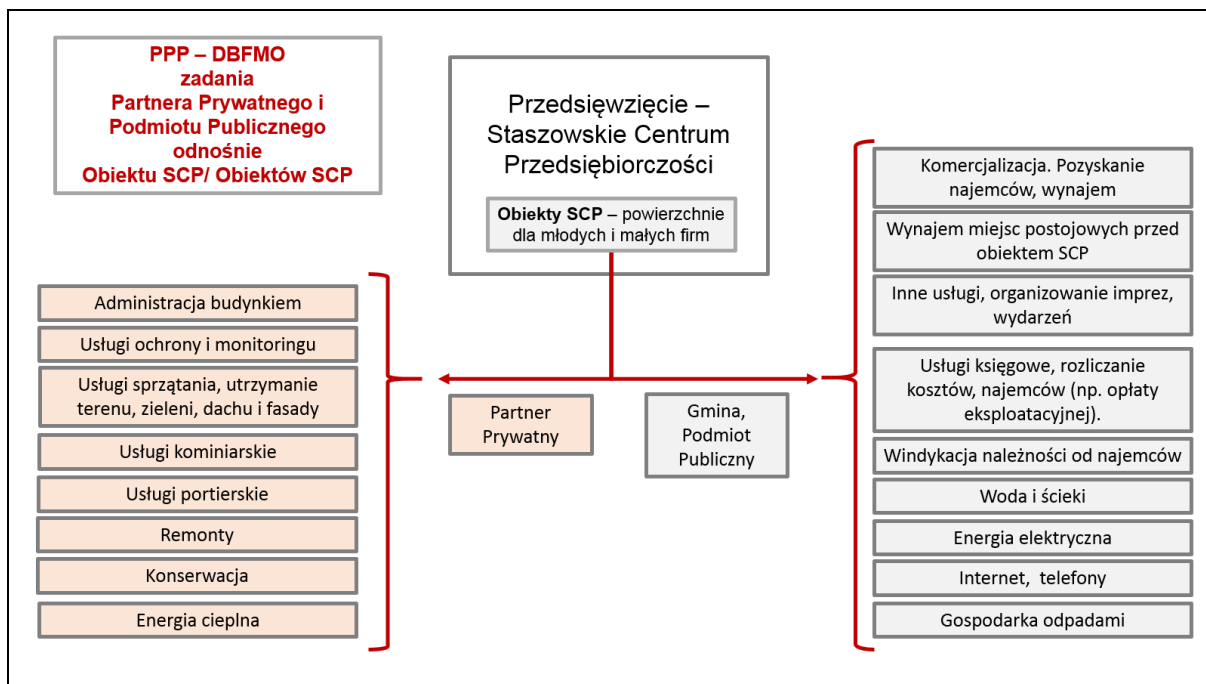 PPP – DBFMO
zadania
Partnera Prywatnego i
Podmiotu Publicznego
odnośnie
Obiektu SCP/ Obiektów SCP
Przedsięwzięcie –
Staszowskie Centrum
Przedsiębiorczości
Obiekty SCP – powierzchnie
dla młodych i małych firm
Administracja budynkiem
Usługi ochrony i monitoringu
Usługi sprzątania, utrzymanie
terenu, zieleni, dachu i fasady
Usługi kominiarskie
Usługi portierskie
Remonty
Konserwacja
Energia cieplna
Partner
Prywatny
Gmina,
Podmiot
Publiczny
Komercjalizacja. Pozyskanie
najemców, wynajem
Wynajem miejsc postojowych przed
obiektem SCP
Inne usługi, organizowanie imprez,
wydarzeń
Usługi księgowe, rozliczanie
kosztów, najemców (np. opłaty
eksploatacyjnej).
Windykacja należności od najemców
Woda i ścieki
Energia elektryczna
Internet, telefony
Gospodarka odpadami